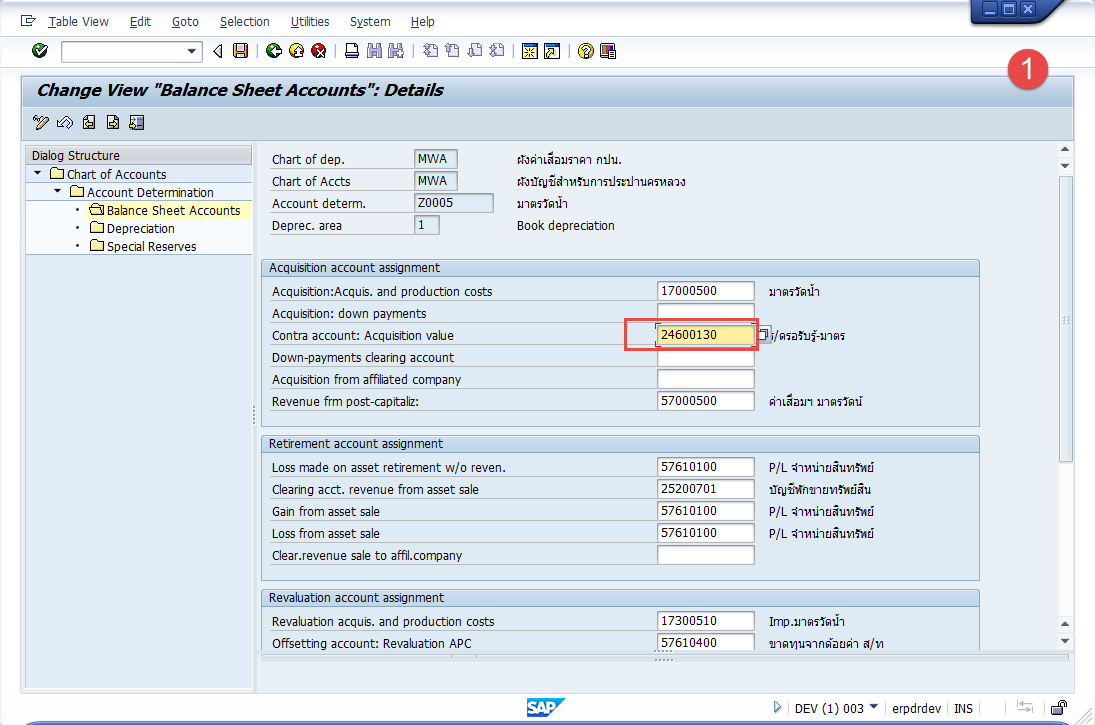 Table View Edit Goto Selection Utilities System Help
1
Change View "Balance Sheet Accounts": Details
Dialog Structure
Chart of Accounts
Account Determination
Balance Sheet Accounts
Depreciation
Special Reserves
Chart of dep. MWA ผังค่าเสื่อมราคา กปน.
Chart of Accts MWA ผังบัญชีสำหรับการประปานครหลวง
Account determ. Z0005 มาตรวัดน้ำ
Deprec. area 1 Book depreciation
Acquisition account assignment
Acquisition:Acquis. and production costs 17000500 มาตรวัดน้ำ
Acquisition: down payments
Contra account: Acquisition value 24600130 ร/ตรอรับรู้-มาตร
Down-payments clearing account
Acquisition from affiliated company
Revenue frm post-capitaliz: 57000500 ค่าเสื่อมฯ มาตรวัดน้
Retirement account assignment
Loss made on asset retirement w/o reven. 57610100 P/L จำหน่ายสินทรัพย์
Clearing acct. revenue from asset sale 25200701 บัญชีพักขายทรัพย์สิน
Gain from asset sale 57610100 P/L จำหน่ายสินทรัพย์
Loss from asset sale 57610100 P/L จำหน่ายสินทรัพย์
Clear.revenue sale to affil.company
Revaluation account assignment
Revaluation acquis. and production costs 17300510 Imp.มาตรวัดน้ำ
Offsetting account: Revaluation APC 57610400 ขาดทุนจากด้อยค่า ส/ท
SAP
DEV (1) 003 erpdrdev INS